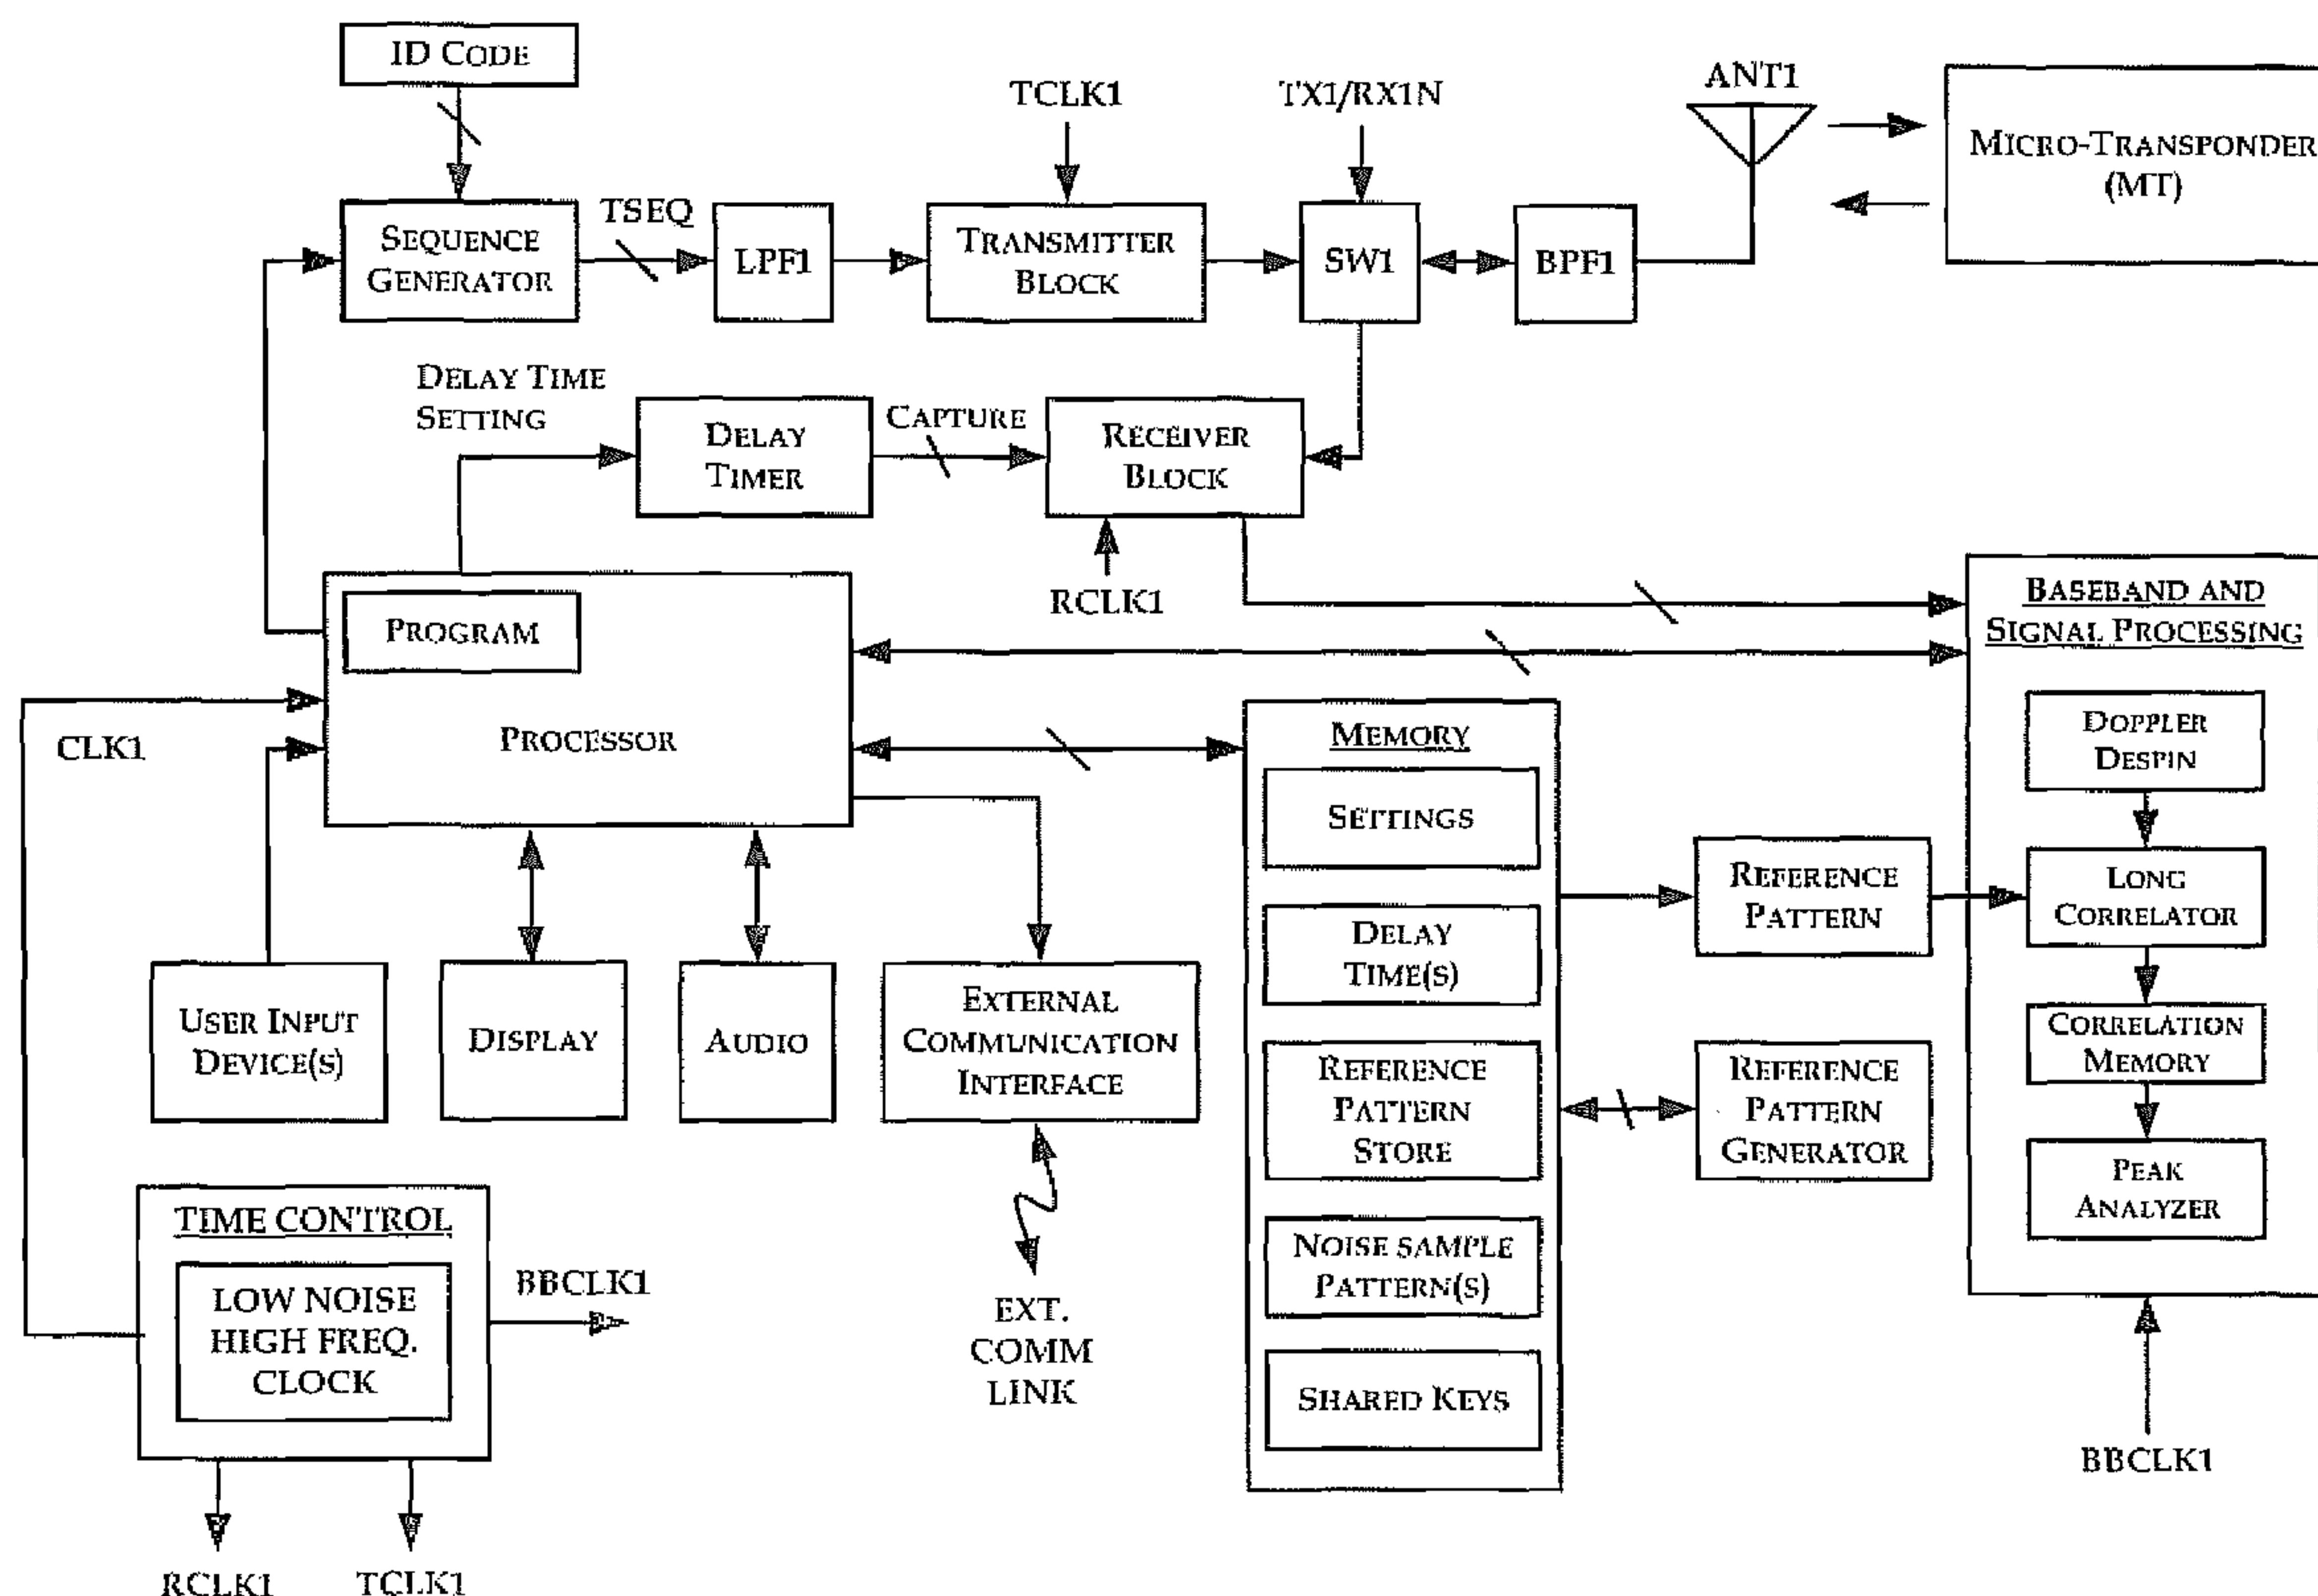 ID CODE
TCLK1
TX1/RX1N
ANT1
MICRO-TRANSPONDER
(MT)
SEQUENCE
GENERATOR
TSEQ
LPF1
TRANSMITTER
BLOCK
SW1
BPF1
DELAY TIME
SETTING
DELAY
TIMER
CAPTURE
RECEIVER
BLOCK
RCLK1
PROGRAM
PROCESSOR
CLK1
BASEBAND AND
SIGNAL PROCESSING
DOPPLER
DESPIN
LONG
CORRELATOR
CORRELATION
MEMORY
PEAK
ANALYZER
BBCLK1
MEMORY
SETTINGS
DELAY
TIME(S)
REFERENCE
PATTERN
STORE
NOISE SAMPLE
PATTERN(S)
SHARED KEYS
REFERENCE
PATTERN
REFERENCE
PATTERN
GENERATOR
USER INPUT
DEVICE(S)
DISPLAY
AUDIO
EXTERNAL
COMMUNICATION
INTERFACE
EXT.
COMM
LINK
TIME CONTROL
LOW NOISE
HIGH FREQ.
CLOCK
BBCLK1
RCLK1
TCLK1